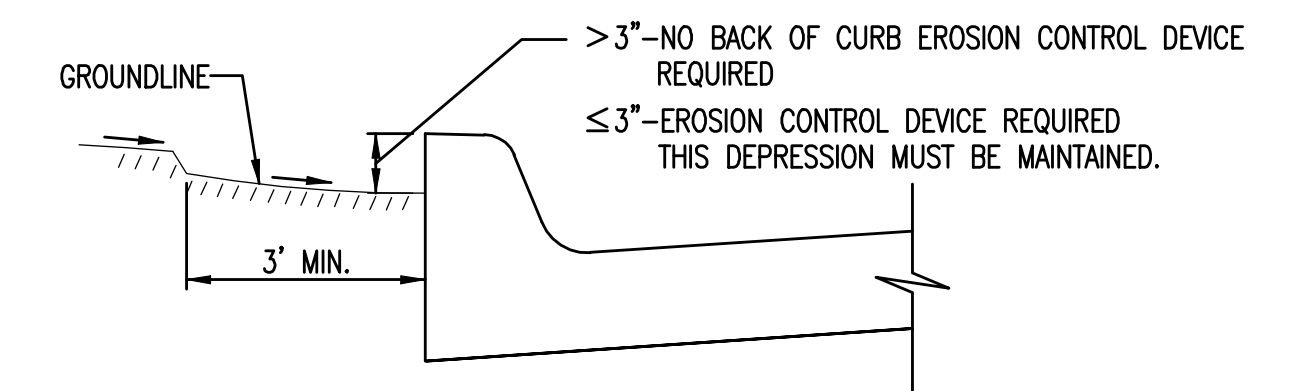 >3"-NO BACK OF CURB EROSION CONTROL DEVICE
REQUIRED
GROUNDLINE
≤3"-EROSION CONTROL DEVICE REQUIRED
THIS DEPRESSION MUST BE MAINTAINED.
3' MIN.